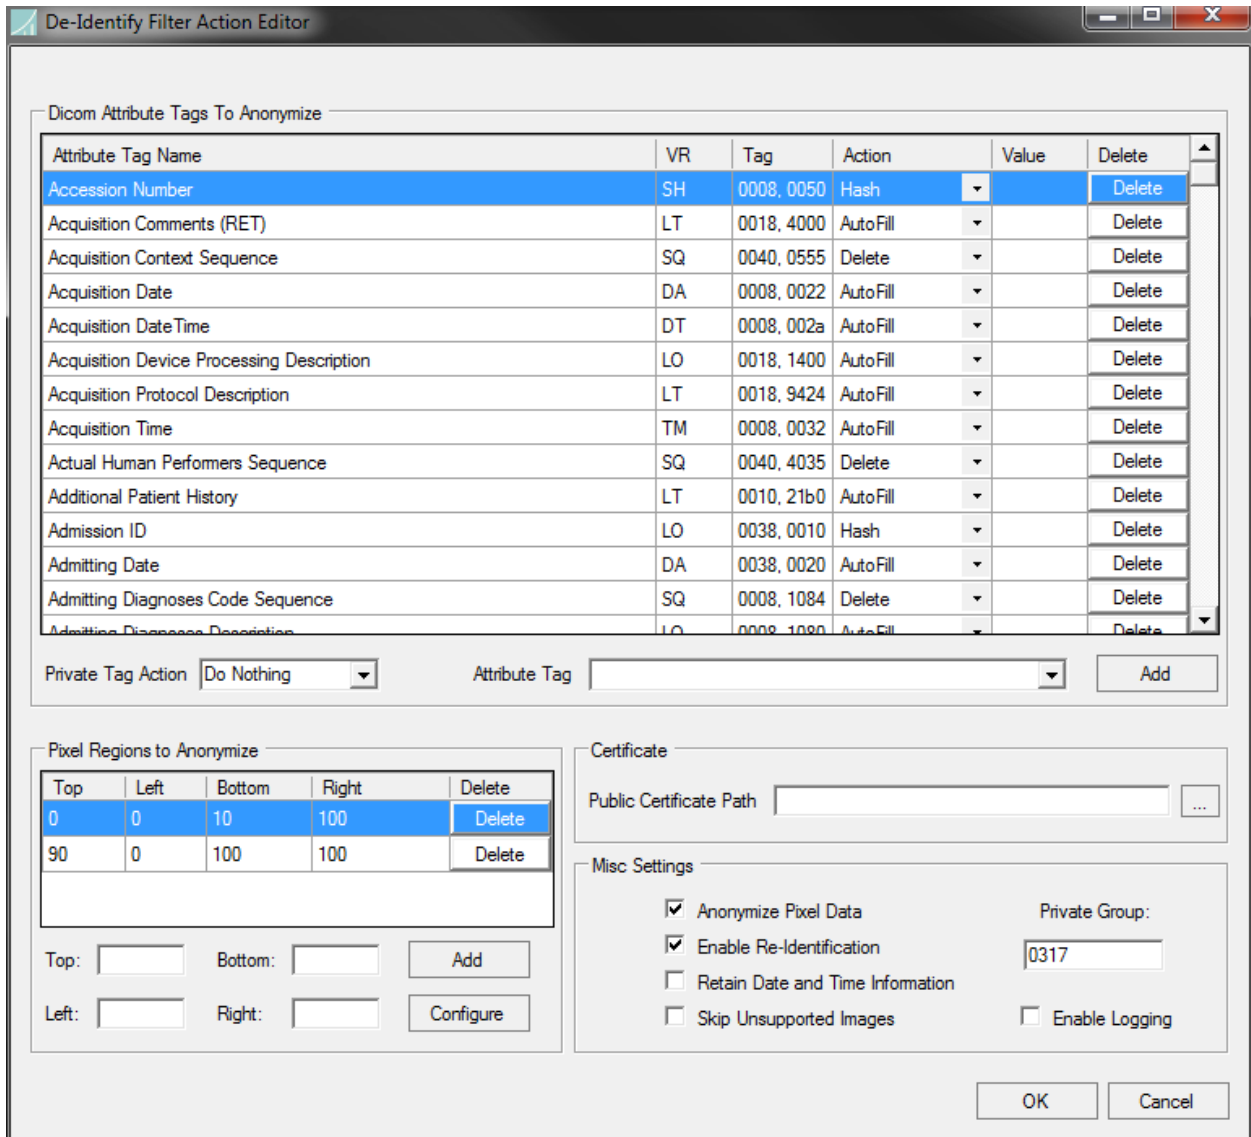 De-Identify Filter Action Editor
Dicom Attribute Tags To Anonymize
Attribute Tag Name VR Tag Action Value Delete
Accession Number SH 0008, 0050 Hash Delete
Acquisition Comments (RET) LT 0018, 4000 AutoFill Delete
Acquisition Context Sequence SQ 0040, 0555 Delete Delete
Acquisition Date DA 0008, 0022 AutoFill Delete
Acquisition DateTime DT 0008, 002a AutoFill Delete
Acquisition Device Processing Description LO 0018, 1400 AutoFill Delete
Acquisition Protocol Description LT 0018, 9424 AutoFill Delete
Acquisition Time TM 0008, 0032 AutoFill Delete
Actual Human Performers Sequence SQ 0040, 4035 Delete Delete
Additional Patient History LT 0010, 21b0 AutoFill Delete
Admission ID LO 0038, 0010 Hash Delete
Admitting Date DA 0038, 0020 AutoFill Delete
Admitting Diagnoses Code Sequence SQ 0008, 1084 Delete Delete
Admitting Diagnoses Description LO 0008, 1080 AutoFill Delete
Private Tag Action Do Nothing Attribute Tag Add
Pixel Regions to Anonymize
Top Left Bottom Right Delete
0 0 10 100 Delete
90 0 100 100 Delete
Top: Bottom: Add
Left: Right: Configure
Certificate
Public Certificate Path ...
Misc Settings
Anonymize Pixel Data Private Group:
Enable Re-Identification 0317
Retain Date and Time Information
Skip Unsupported Images Enable Logging
OK Cancel